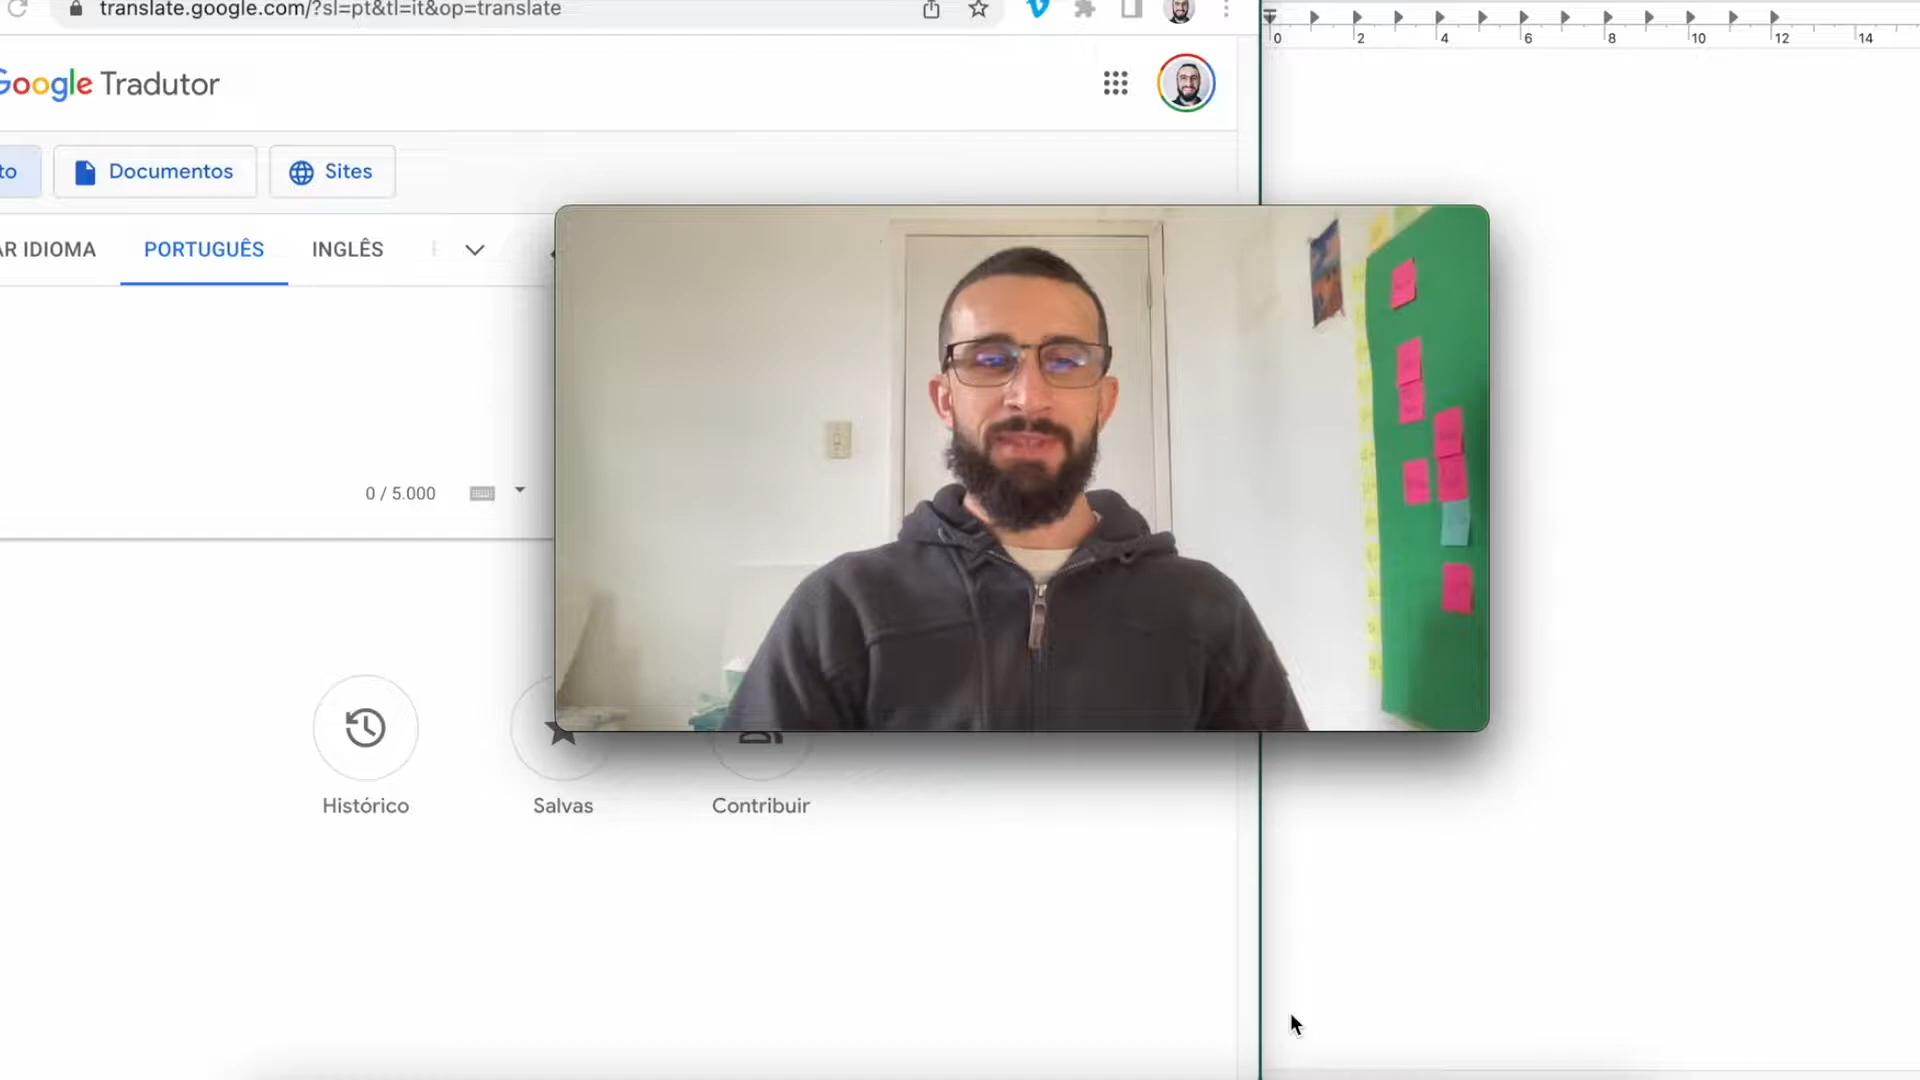 translate.google.com/?sl=pt&tl=it&op=translate
0 2 4 6 8 10 12 14
Google Tradutor
to
Documentos
Sites
AR IDIOMA
PORTUGUÊS
INGLÊS
0 / 5.000
Histórico
Salvas
Contribuir